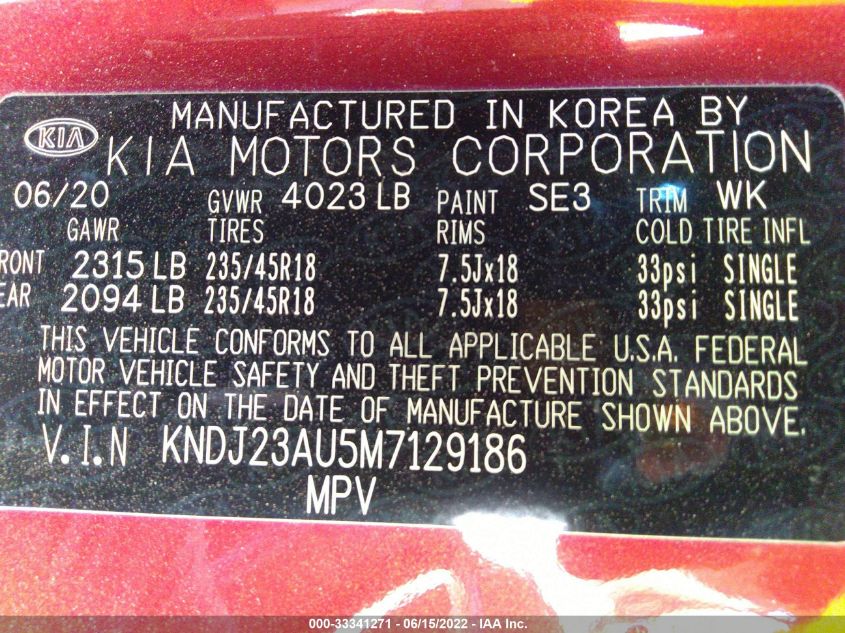 MANUFACTURED IN KOREA BY
KIA KIA MOTORS CORPORATION
06/20 GVWR 4023 LB PAINT SE3 TRIM WK
GAWR TIRES RIMS COLD TIRE INFL
RONT 2315 LB 235/45R18 7.5Jx18 33psi SINGLE
EAR 2094 LB 235/45R18 7.5Jx18 33psi SINGLE
THIS VEHICLE CONFORMS TO ALL APPLICABLE U.S.A. FEDERAL
MOTOR VEHICLE SAFETY AND THEFT PREVENTION STANDARDS
IN EFFECT ON THE DATE OF MANUFACTURE SHOWN ABOVE.
V.I.N KNDJ23AU5M7129186
MPV
000-33341271 - 06/15/2022 - IAA Inc.